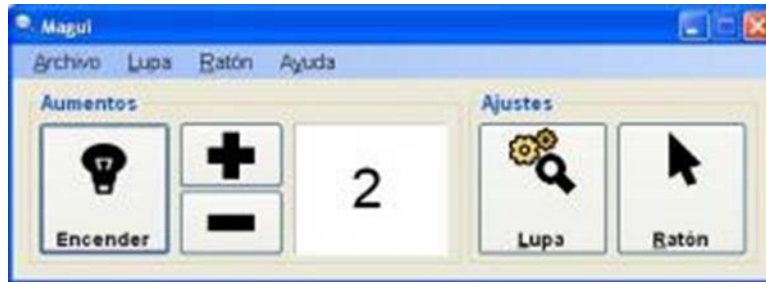 Magui
Archivo Lupa Ratón Ayuda
Aumentos Ajustes
2
Encender Lupa Ratón